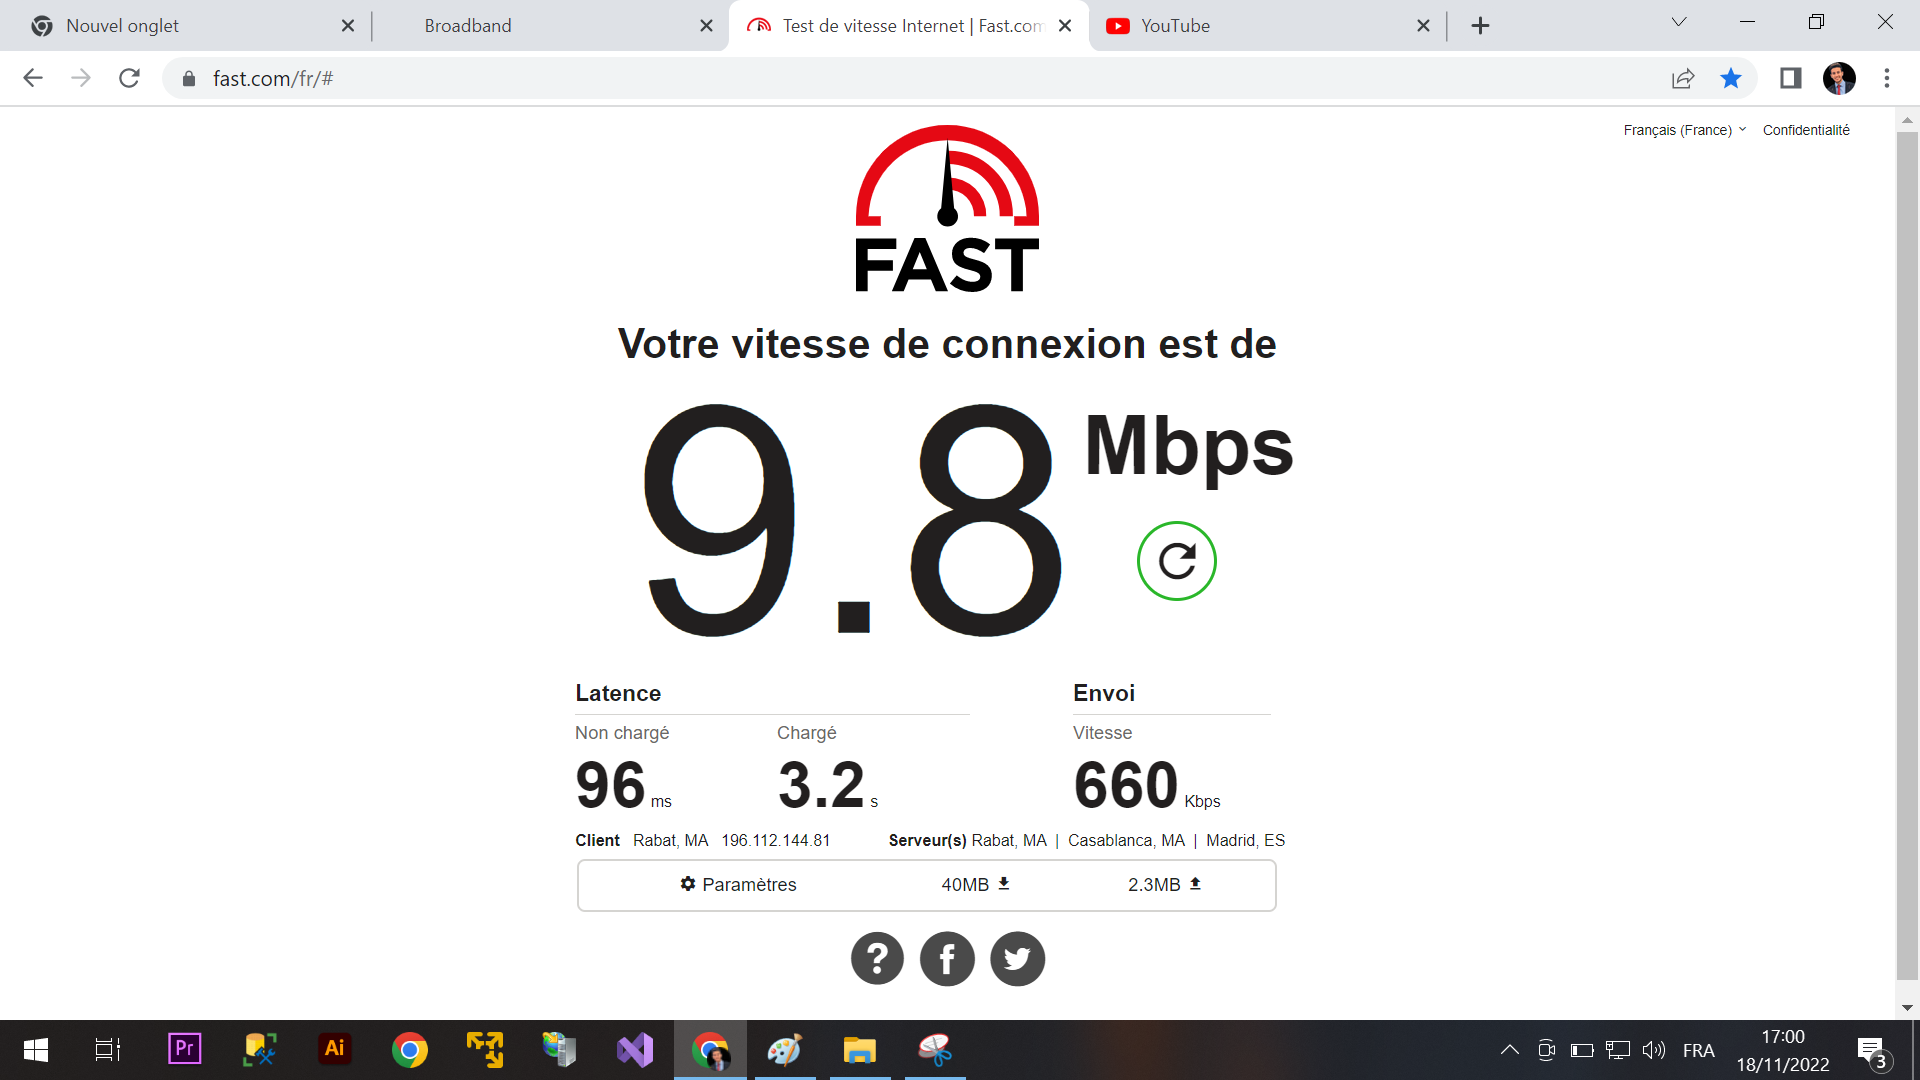 Nouvel onglet
Broadband
Test de vitesse Internet | Fast.com
YouTube
fast.com/fr/#
Français (France)
Confidentialité
FAST
Votre vitesse de connexion est de
9.8 Mbps
Latence
Envoi
Non chargé
Chargé
Vitesse
96 ms
3.2 s
660 Kbps
Client Rabat, MA 196.112.144.81
Serveur(s) Rabat, MA | Casablanca, MA | Madrid, ES
Paramètres
40MB
2.3MB
?
f
Pr
Ai
FRA
17:00
18/11/2022
3